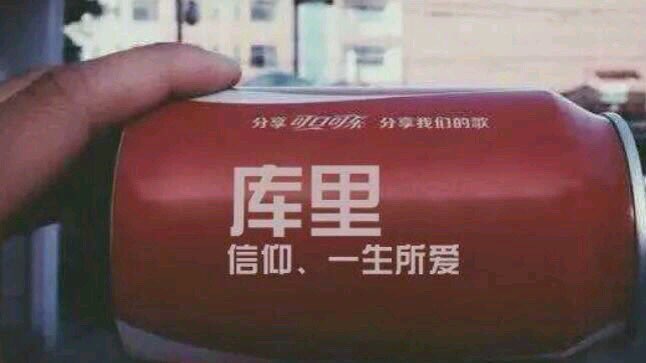 分享 可口可乐 分享我们的歌
库里
信仰、一生所爱